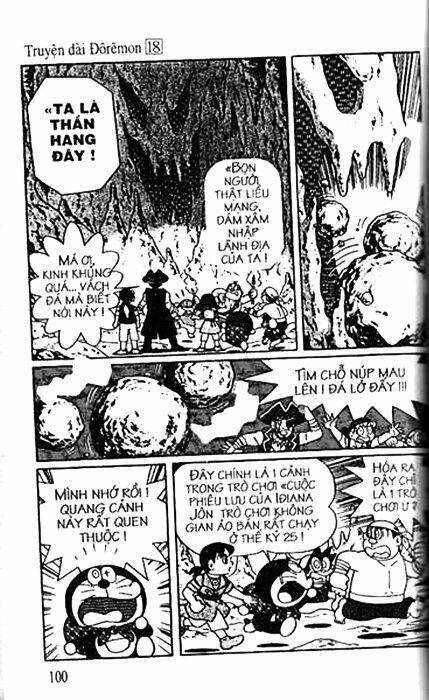 Truyện dài Đôrêmon 18
«TA LÀ
THẦN
HANG
ĐÂY !
«BỌN
NGƯỜI
THẬT LIỀU
MẠNG,
DÁM XÂM
NHẬP
LÃNH ĐỊA
CỦA TA !
MÁ ƠI,
KINH KHỦNG
QUÁ... VÁCH
ĐÁ MÀ BIẾT
NÓI NÀY !
TÌM CHỖ NÚP MAU
LÊN ! ĐÁ LỞ ĐẤY !!!
MÌNH NHỚ RỒI !
QUANG CẢNH
NÀY RẤT QUEN
THUỘC !
ĐÂY CHÍNH LÀ 1 CẢNH
TRONG TRÒ CHƠI «CUỘC
PHIÊU LƯU CỦA IĐIANA
JÔN, TRÒ CHƠI KHÔNG
GIAN ẢO BÁN RẤT CHẠY
Ở THẾ KỶ 25 !
HÓA RA
ĐÂY CHỈ
LÀ 1 TRÒ
CHƠI Ư ?
100